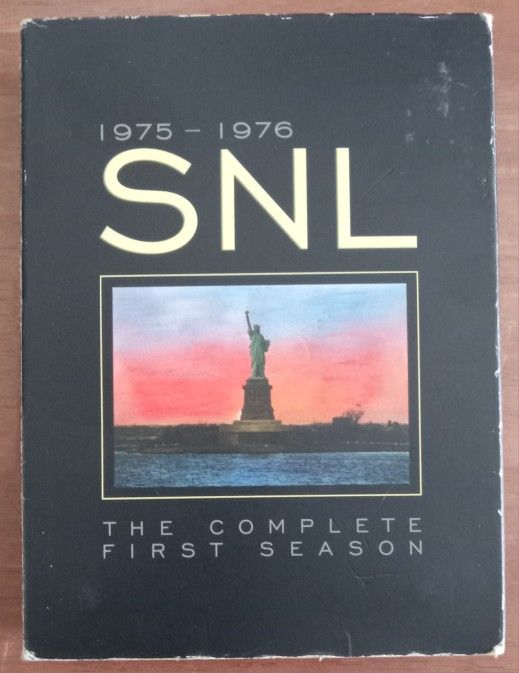 1975 – 1976
SNL
THE COMPLETE
FIRST SEASON